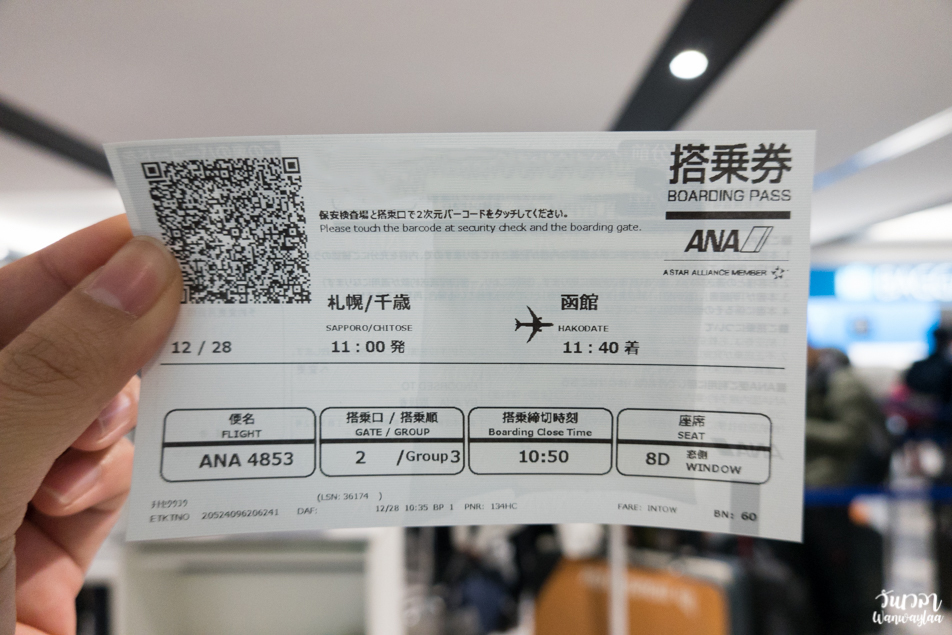 搭乗券
BOARDING PASS
保安検査場と搭乗口で2次元バーコードをタッチしてください。
Please touch the barcode at security check and the boarding gate.
ANA
A STAR ALLIANCE MEMBER
札幌/千歳
函館
SAPPORO/CHITOSE
HAKODATE
12 / 28
11:00 発
11:40 着
便名
FLIGHT
ANA 4853
搭乗口 / 搭乗順
GATE / GROUP
2 /Group3
搭乗締切時刻
Boarding Close Time
10:50
座席
SEAT
8D 窓側
WINDOW
(LSN: 36174 )
ETKTNO 20524096206241 DAF: 12/28 10:35 BP 1 PNR: 134HC FARE: INTOW BN: 60
วันวลา
Wanwaylaa